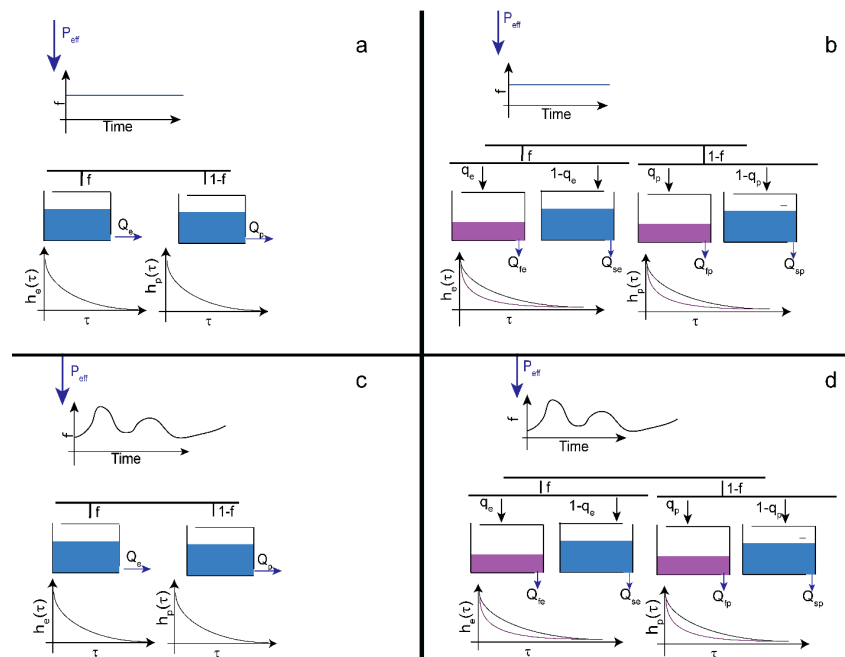 a
P_eff
f
Time
f
1-f
Q_e
Q_p
h_e(τ)
τ
h_p(τ)
τ
b
P_eff
f
Time
f
1-f
q_e
1-q_e
q_p
1-q_p
Q_fe
Q_se
Q_fp
Q_sp
h_e(τ)
τ
h_p(τ)
τ
c
P_eff
f
Time
f
1-f
Q_e
Q_p
h_e(τ)
τ
h_p(τ)
τ
d
P_eff
f
Time
f
1-f
q_e
1-q_e
q_p
1-q_p
Q_fe
Q_se
Q_fp
Q_sp
h_e(τ)
τ
h_p(τ)
τ